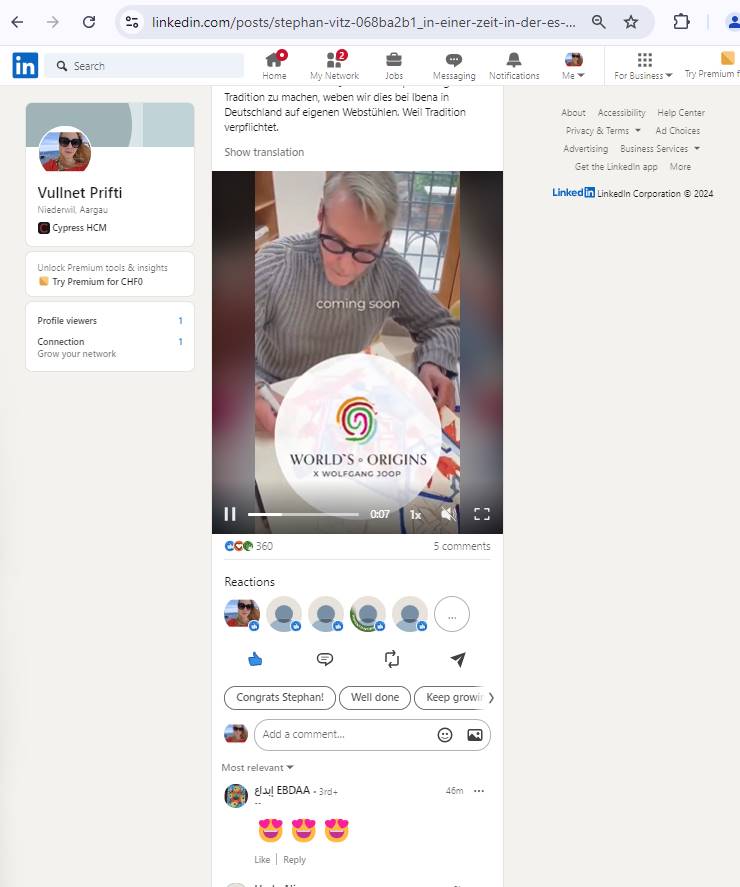 linkedin.com/posts/stephan-vitz-068ba2b1_in-einer-zeit-in-der-es-...
in
Search
Home
2
My Network
Jobs
Messaging
Notifications
Me
For Business
Try Premium f
Vullnet Prifti
Niederwil, Aargau
Cypress HCM
Unlock Premium tools & insights
Try Premium for CHF0
Profile viewers 1
Connection 1
Grow your network
Tradition zu machen, weben wir dies bei Ibena in
Deutschland auf eigenen Webstühlen. Weil Tradition
verpflichtet.
Show translation
coming soon
WORLD`S ∘ ORIGINS
X WOLFGANG JOOP
0:07 1x
360 5 comments
Reactions
...
Congrats Stephan! Well done Keep growin
Add a comment...
Most relevant
إبداع EBDAA · 3rd+ 46m ...
--
😍 😍 😍
Like | Reply
About Accessibility Help Center
Privacy & Terms Ad Choices
Advertising Business Services
Get the LinkedIn app More
LinkedIn LinkedIn Corporation © 2024